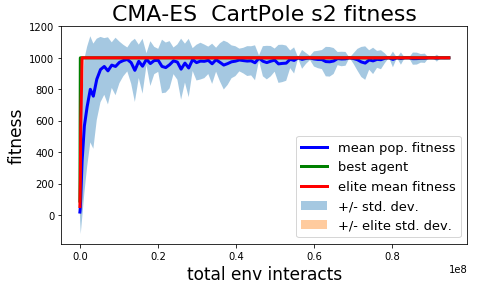 CMA-ES  CartPole s2 fitness
fitness
1200
1000
800
600
400
200
0
0.0
0.2
0.4
0.6
0.8
1e8
total env interacts
mean pop. fitness
best agent
elite mean fitness
+/- std. dev.
+/- elite std. dev.